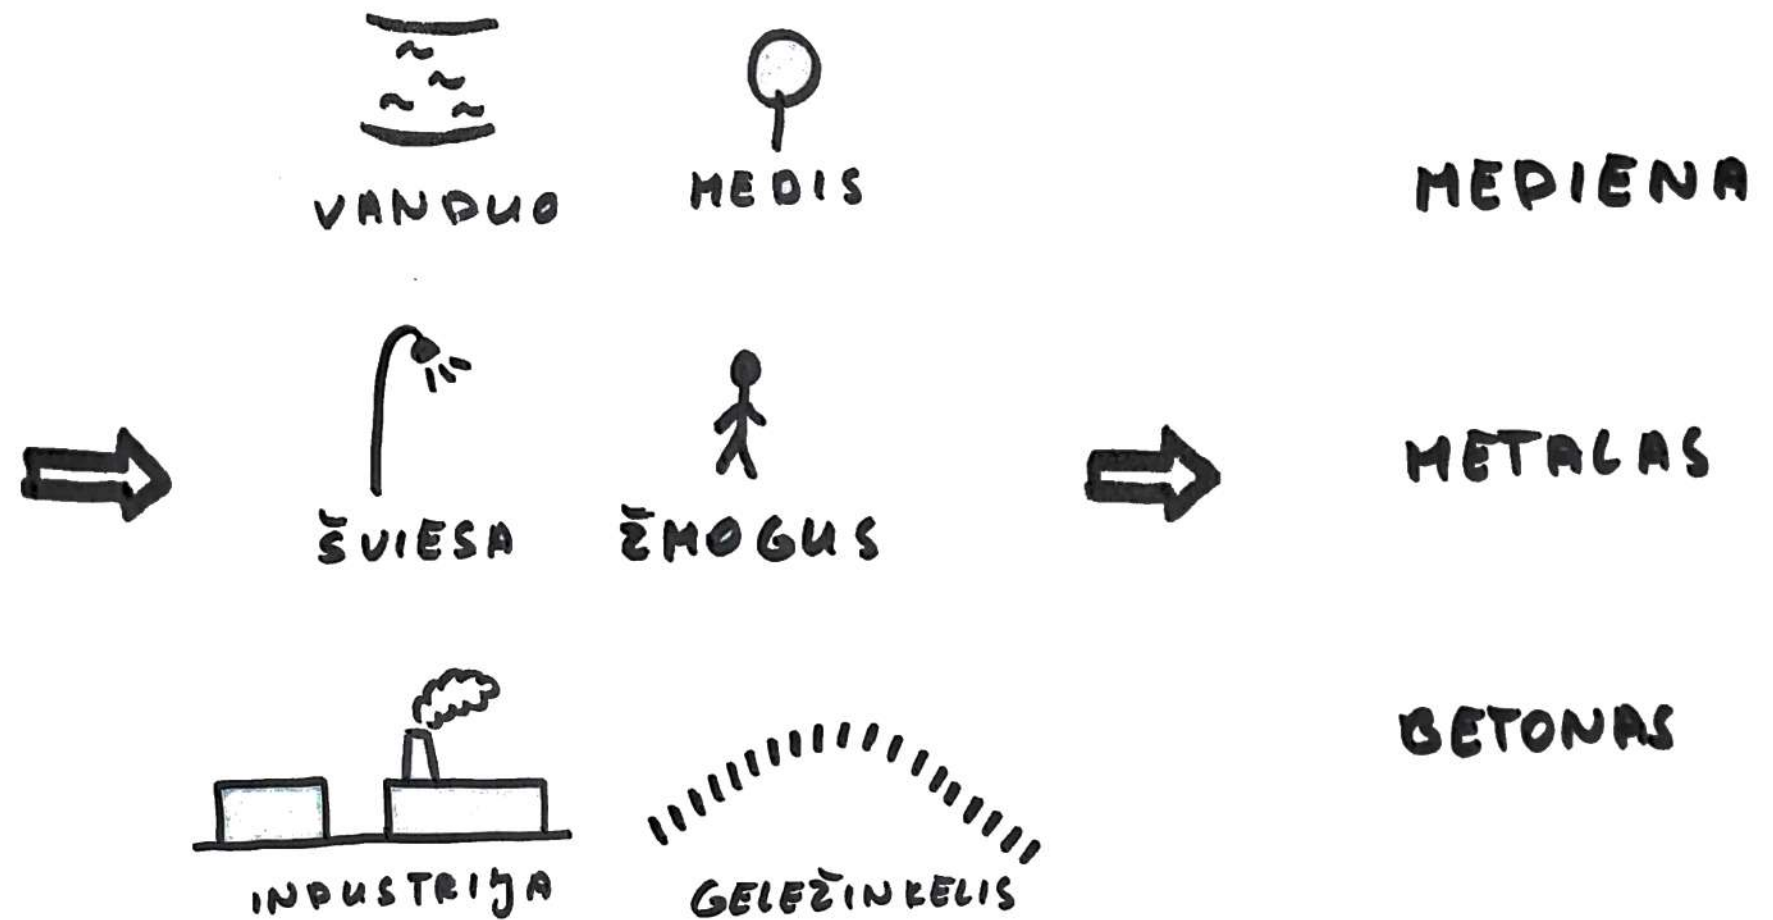 VANDUO
MEDIS
MEDIENA
ŠVIESA
ŽMOGUS
METALAS
INDUSTRIJA
GELEŽINKELIS
BETONAS